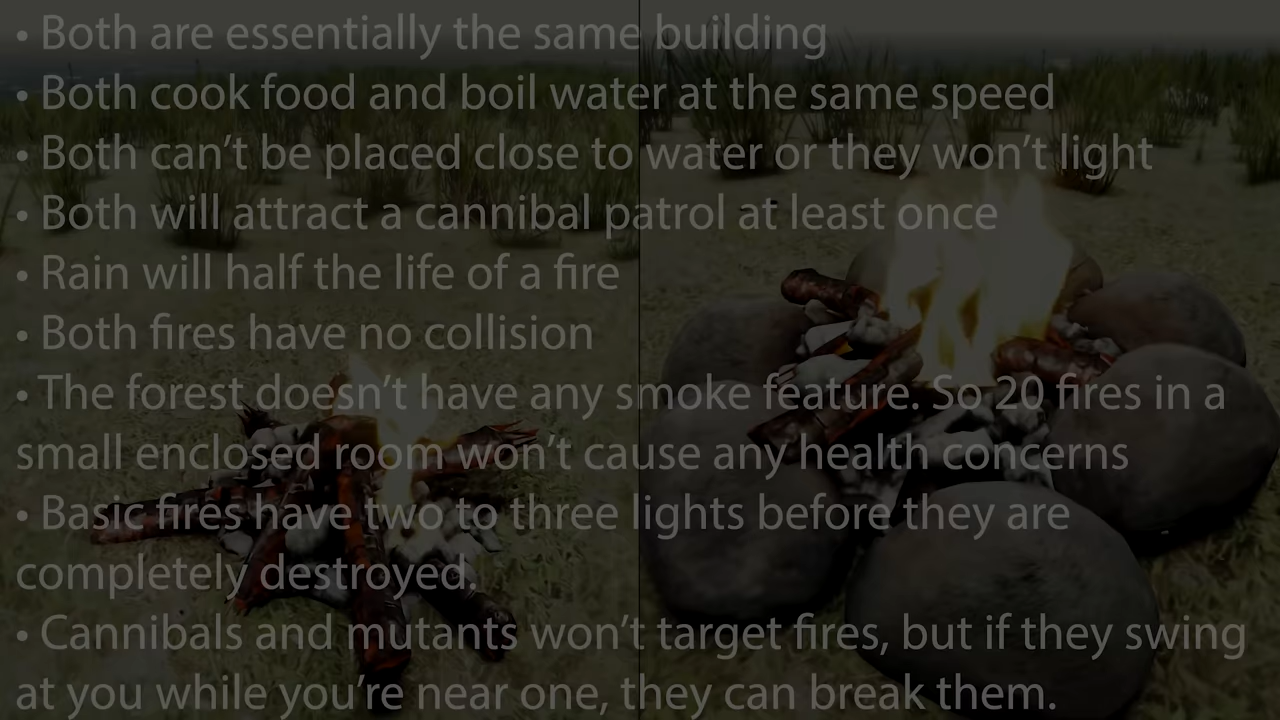 • Both are essentially the same building
• Both cook food and boil water at the same speed
• Both can’t be placed close to water or they won’t light
• Both will attract a cannibal patrol at least once
• Rain will half the life of a fire
• Both fires have no collision
• The forest doesn’t have any smoke feature. So 20 fires in a
small enclosed room won’t cause any health concerns
• Basic fires have two to three lights before they are
completely destroyed.
• Cannibals and mutants won’t target fires, but if they swing
at you while you’re near one, they can break them.